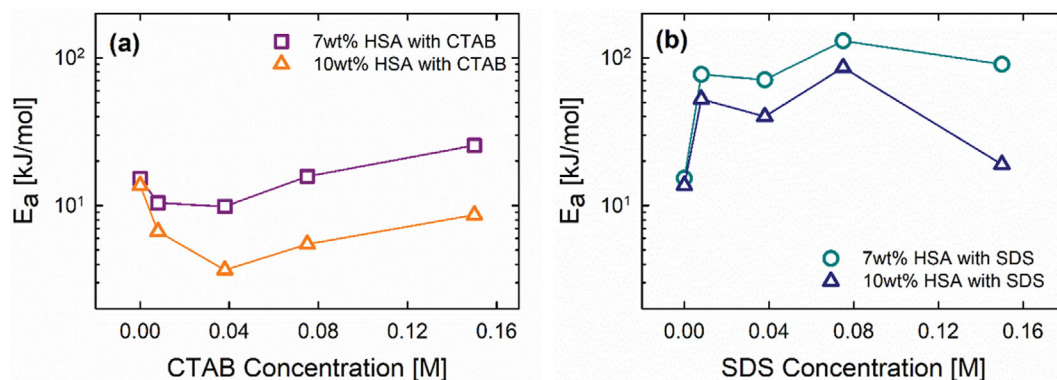 (a)
7wt% HSA with CTAB
10wt% HSA with CTAB
10²
10¹
Eₐ [kJ/mol]
0.00 0.04 0.08 0.12 0.16
CTAB Concentration [M]
(b)
10²
10¹
Eₐ [kJ/mol]
7wt% HSA with SDS
10wt% HSA with SDS
0.00 0.04 0.08 0.12 0.16
SDS Concentration [M]